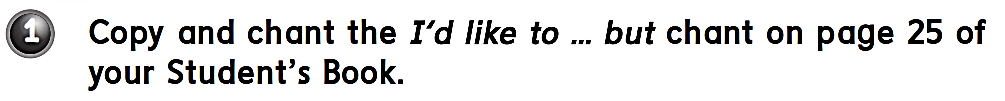 1 Copy and chant the I'd like to ... but chant on page 25 of
your Student's Book.